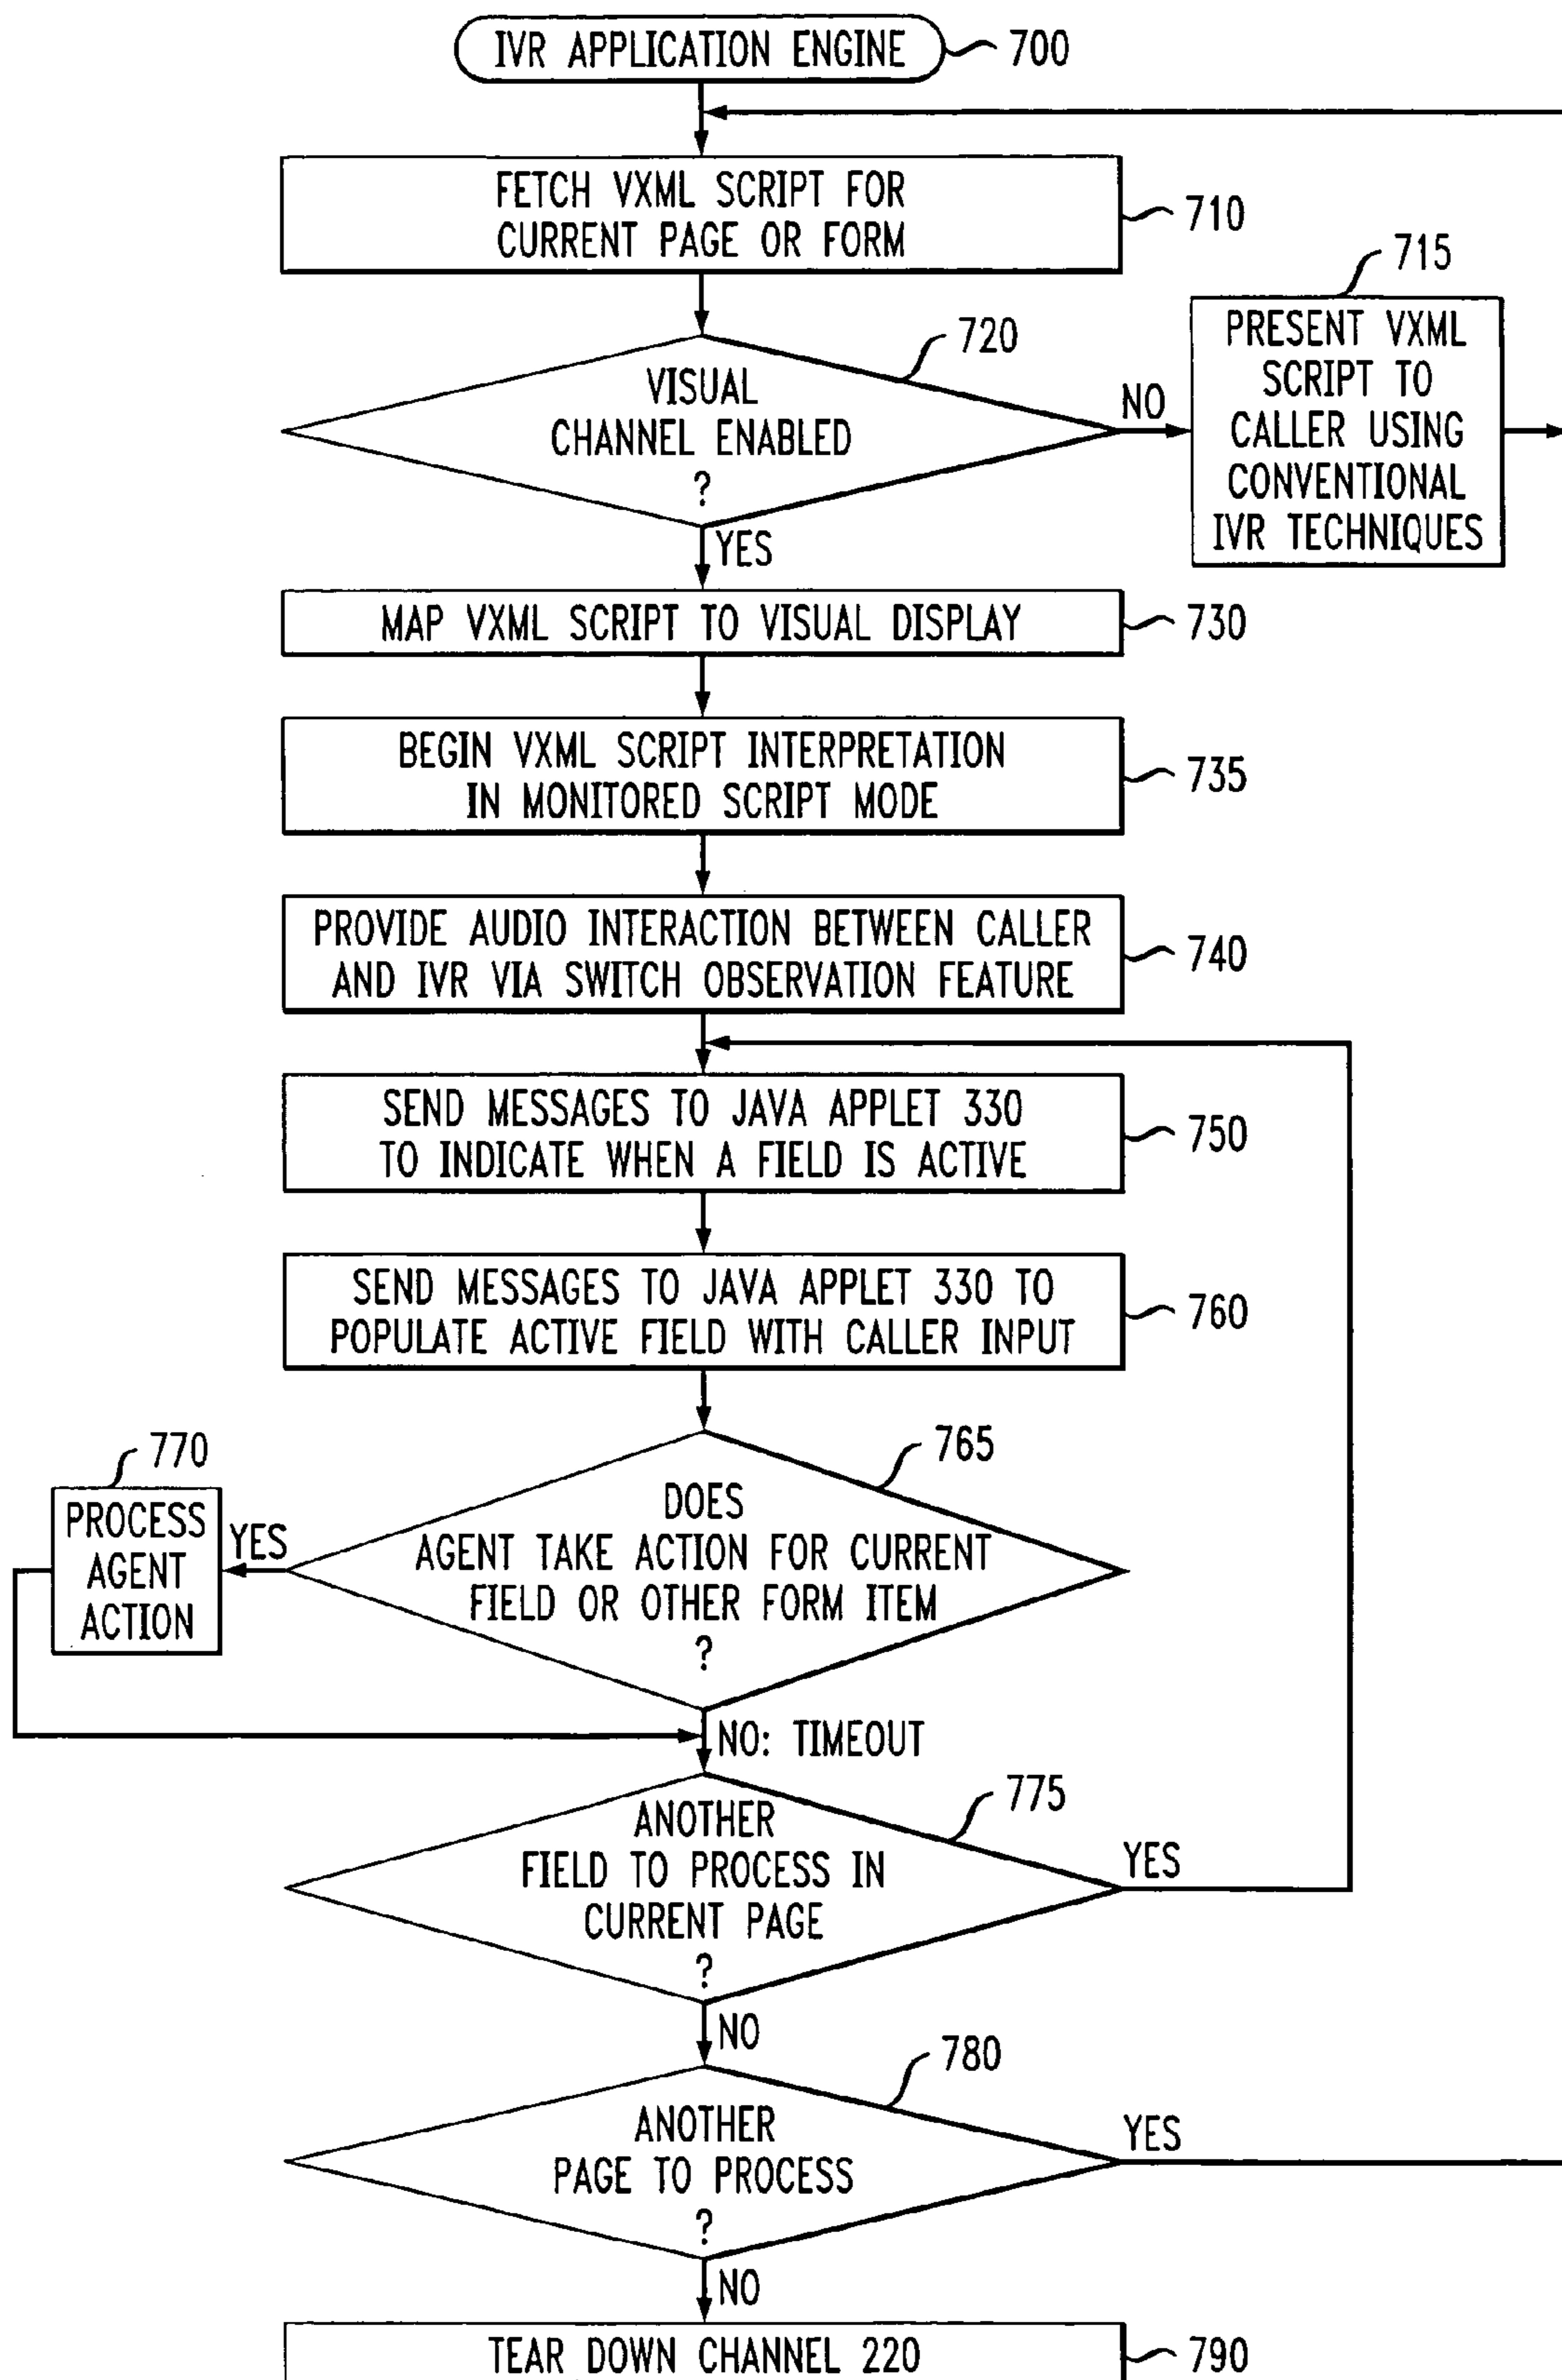 IVR APPLICATION ENGINE
700
FETCH VXML SCRIPT FOR
CURRENT PAGE OR FORM
710
715
720
VISUAL
CHANNEL ENABLED
?
NO
PRESENT VXML
SCRIPT TO
CALLER USING
CONVENTIONAL
IVR TECHNIQUES
YES
MAP VXML SCRIPT TO VISUAL DISPLAY
730
BEGIN VXML SCRIPT INTERPRETATION
IN MONITORED SCRIPT MODE
735
PROVIDE AUDIO INTERACTION BETWEEN CALLER
AND IVR VIA SWITCH OBSERVATION FEATURE
740
SEND MESSAGES TO JAVA APPLET 330
TO INDICATE WHEN A FIELD IS ACTIVE
750
SEND MESSAGES TO JAVA APPLET 330 TO
POPULATE ACTIVE FIELD WITH CALLER INPUT
760
765
770
PROCESS
AGENT
ACTION
YES
DOES
AGENT TAKE ACTION FOR CURRENT
FIELD OR OTHER FORM ITEM
?
NO: TIMEOUT
775
ANOTHER
FIELD TO PROCESS IN
CURRENT PAGE
?
YES
NO
780
ANOTHER
PAGE TO PROCESS
?
YES
NO
TEAR DOWN CHANNEL 220
790